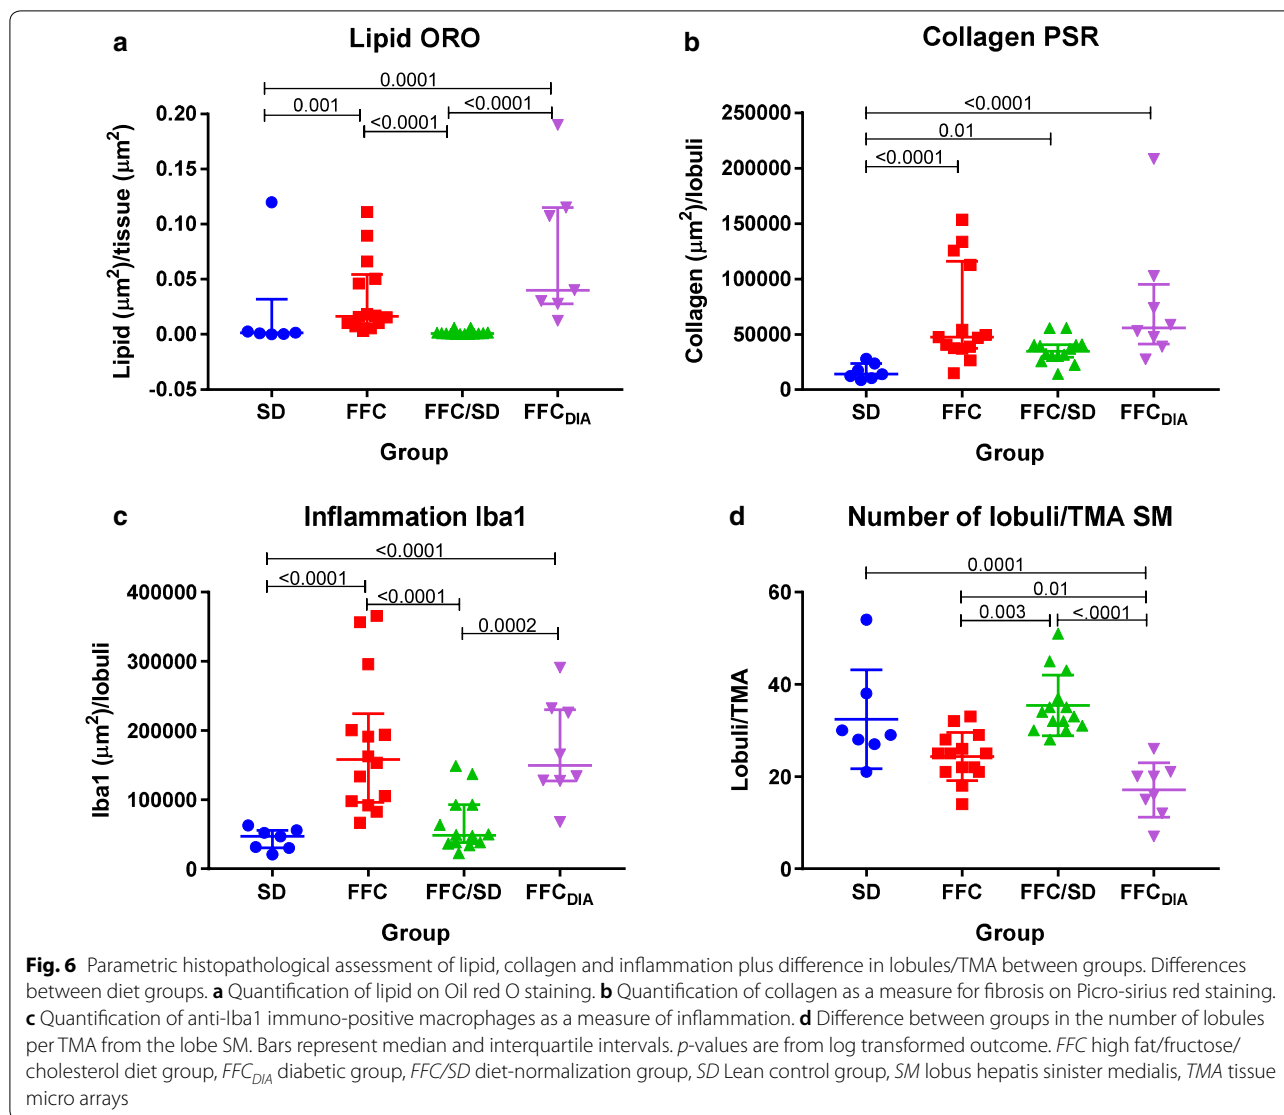 a
Lipid ORO
0.0001
0.001
<0.0001
<0.0001
0.20
0.15
0.10
0.05
0.00
-0.05
Lipid (μm²)/tissue (μm²)
SD
FFC
FFC/SD
FFC_DIA
Group
b
Collagen PSR
<0.0001
0.01
<0.0001
250000
200000
150000
100000
50000
0
Collagen (μm²)/lobuli
SD
FFC
FFC/SD
FFC_DIA
Group
c
Inflammation Iba1
<0.0001
<0.0001
<0.0001
0.0002
400000
300000
200000
100000
0
Iba1 (μm²)/lobuli
SD
FFC
FFC/SD
FFC_DIA
Group
d
Number of lobuli/TMA SM
0.0001
0.01
0.003
<.0001
60
40
20
0
Lobuli/TMA
SD
FFC
FFC/SD
FFC_DIA
Group
Fig. 6 Parametric histopathological assessment of lipid, collagen and inflammation plus difference in lobules/TMA between groups. Differences
between diet groups. a Quantification of lipid on Oil red O staining. b Quantification of collagen as a measure for fibrosis on Picro-sirius red staining.
c Quantification of anti-Iba1 immuno-positive macrophages as a measure of inflammation. d Difference between groups in the number of lobules
per TMA from the lobe SM. Bars represent median and interquartile intervals. p-values are from log transformed outcome. FFC high fat/fructose/
cholesterol diet group, FFC_DIA diabetic group, FFC/SD diet-normalization group, SD Lean control group, SM lobus hepatis sinister medialis, TMA tissue
micro arrays